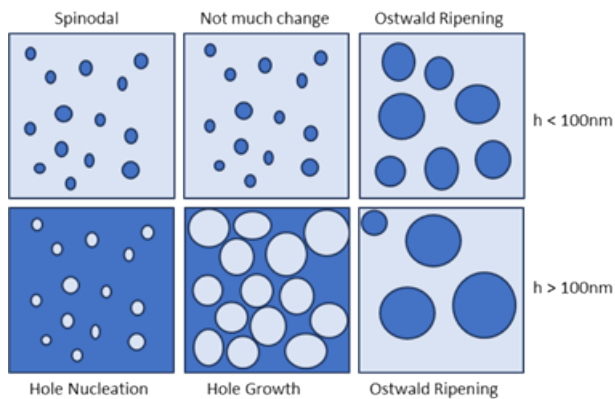 Spinodal
Not much change
Ostwald Ripening
h < 100nm
h > 100nm
Hole Nucleation
Hole Growth
Ostwald Ripening